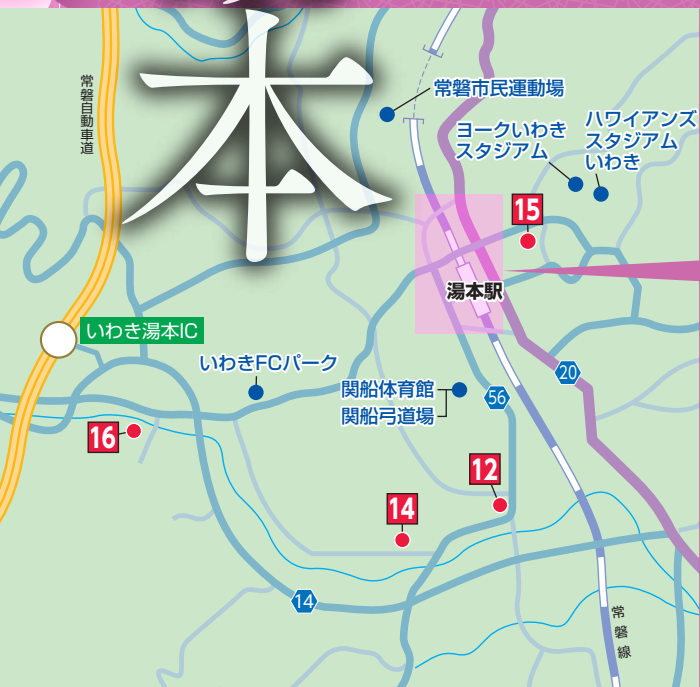 本
常磐自動車道
常磐市民運動場
ヨークいわき
スタジアム
ハワイアンズ
スタジアム
いわき
15
湯本駅
いわき湯本IC
いわきFCパーク
関船体育館
関船弓道場
20
56
16
12
14
14
常磐線